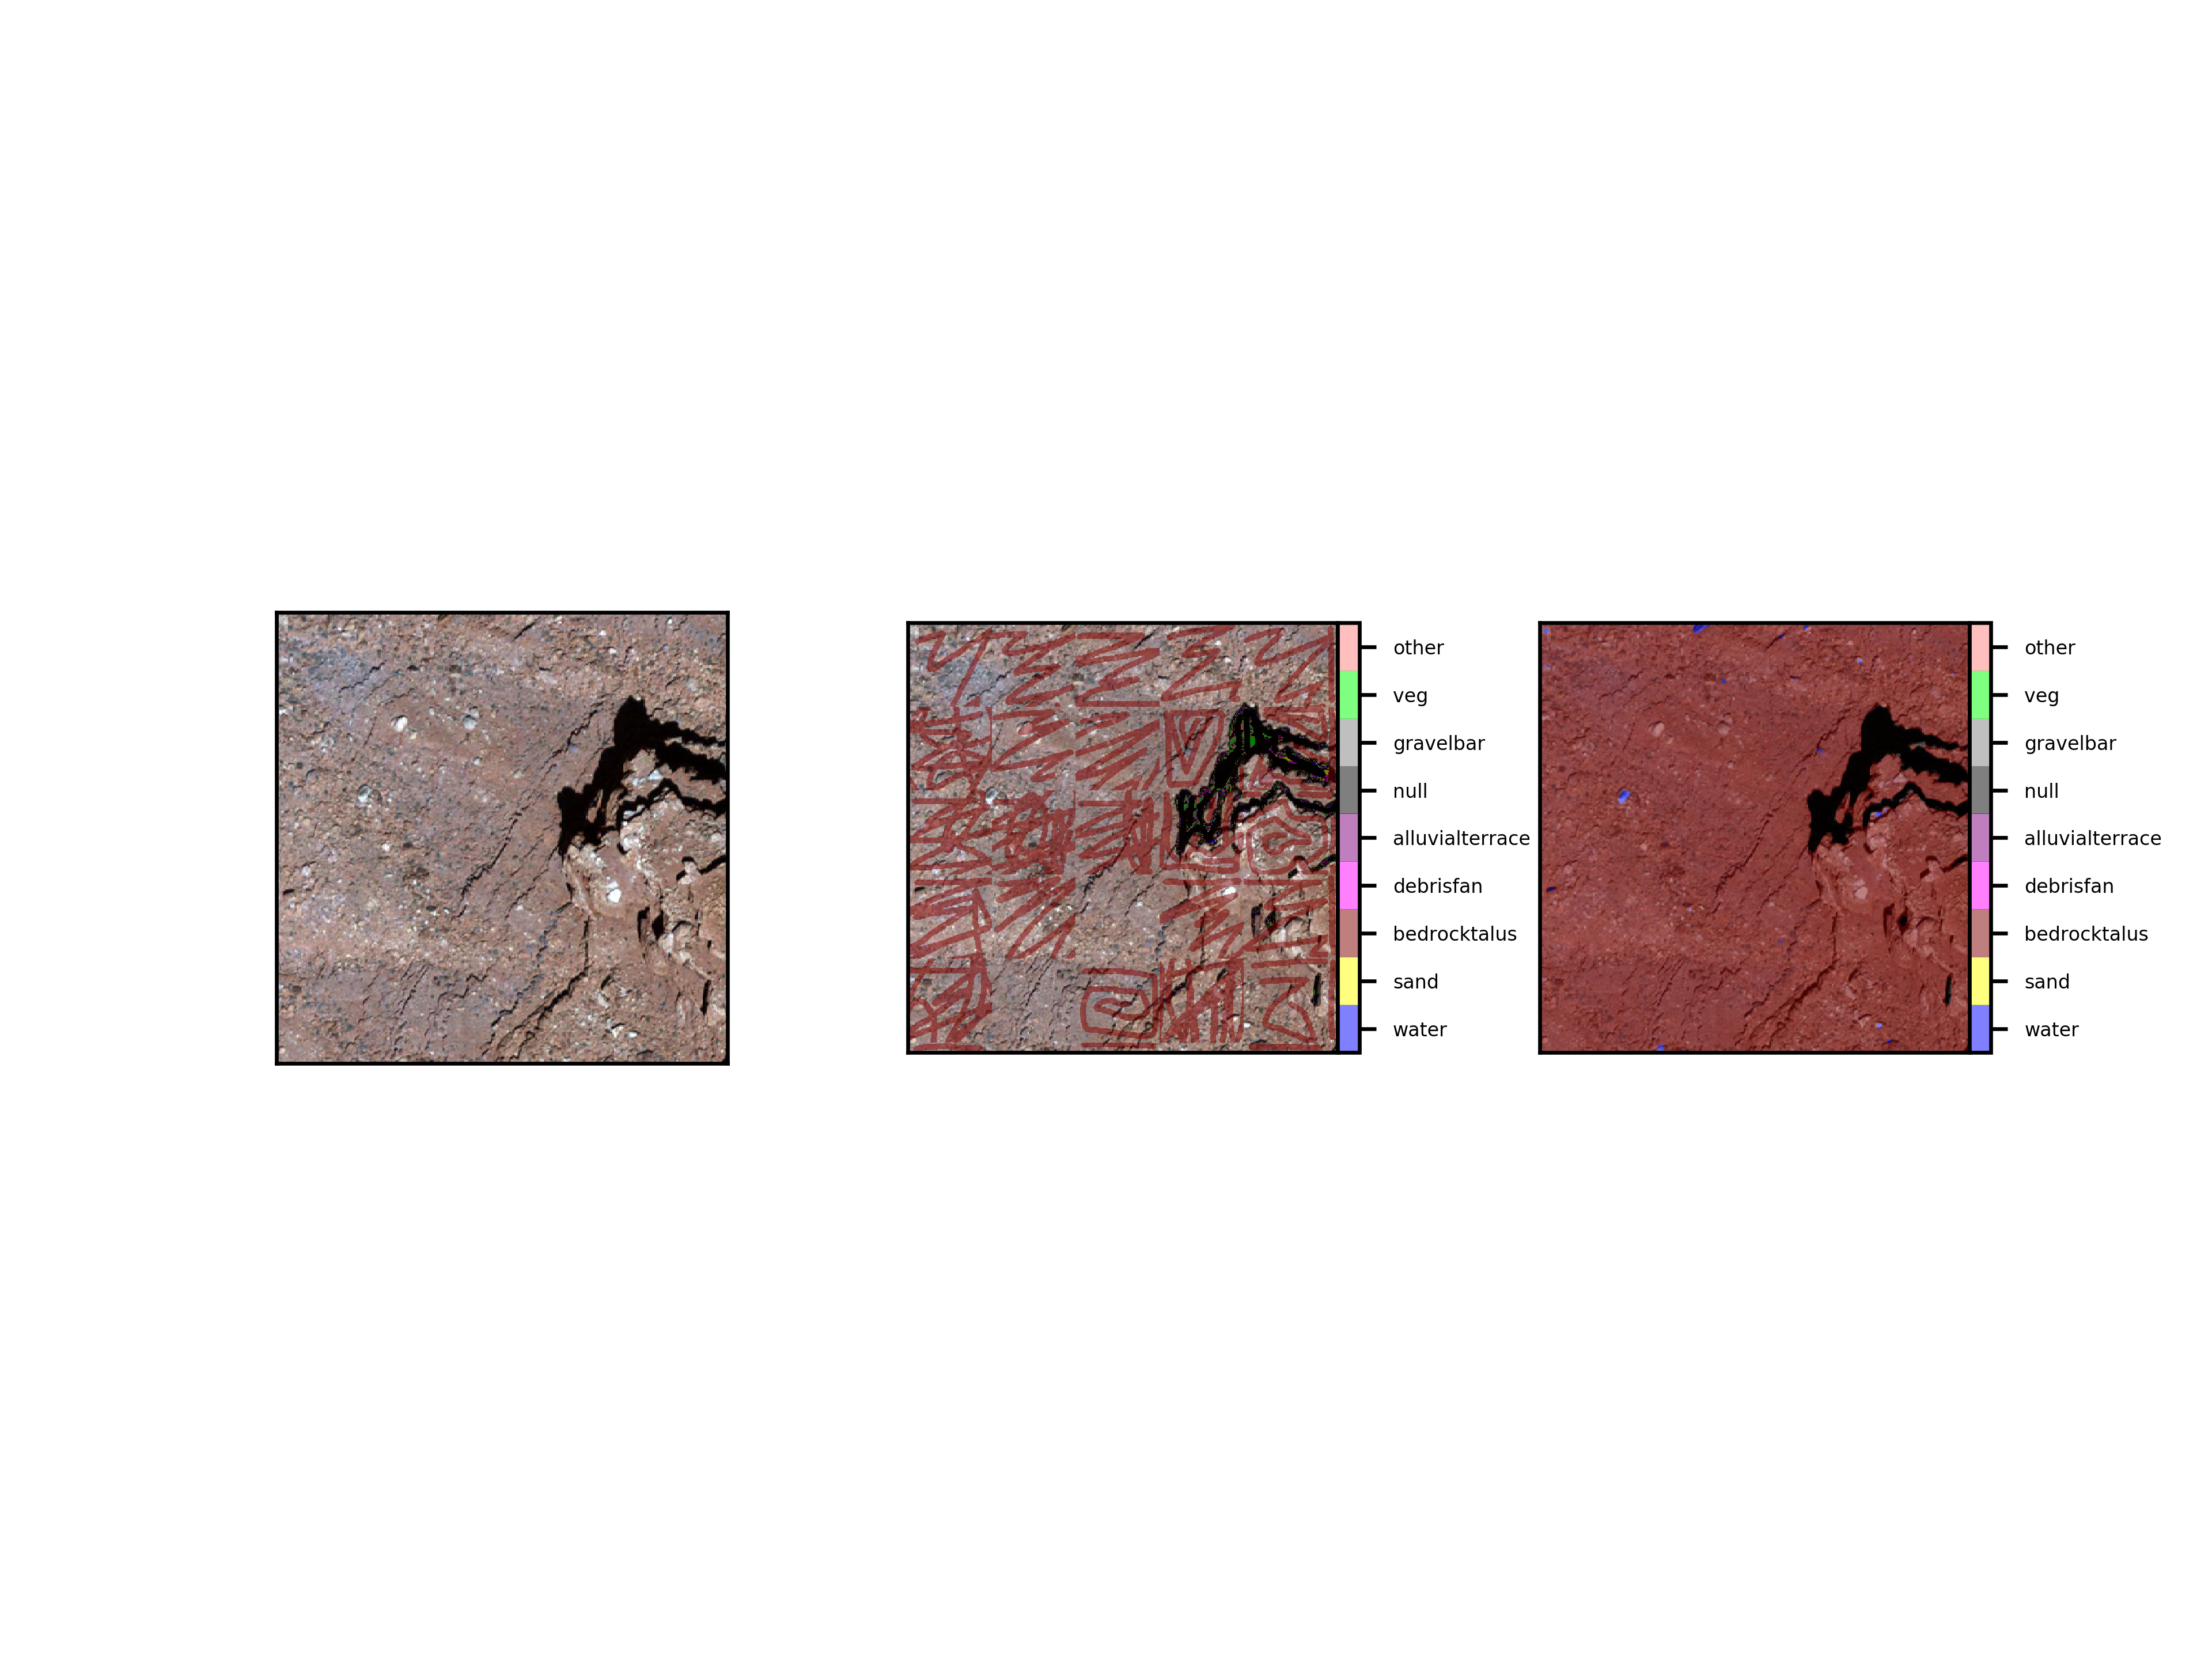 other
veg
gravelbar
null
alluvialterrace
debrisfan
bedrocktalus
sand
water
other
veg
gravelbar
null
alluvialterrace
debrisfan
bedrocktalus
sand
water